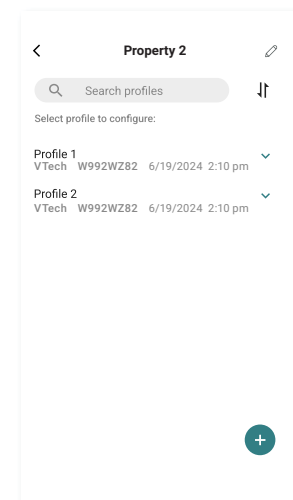 Property 2
Search profiles
Select profile to configure:
Profile 1
VTech W992WZ82 6/19/2024 2:10 pm
Profile 2
VTech W992WZ82 6/19/2024 2:10 pm